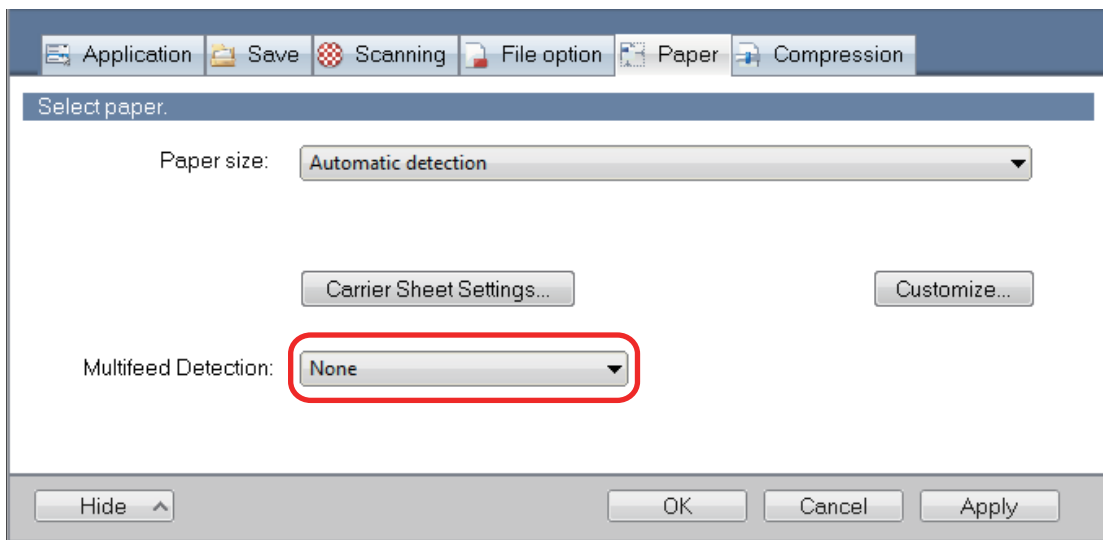 Application Save Scanning File option Paper Compression
Select paper.
Paper size: Automatic detection
Carrier Sheet Settings... Customize...
Multifeed Detection: None
Hide OK Cancel Apply